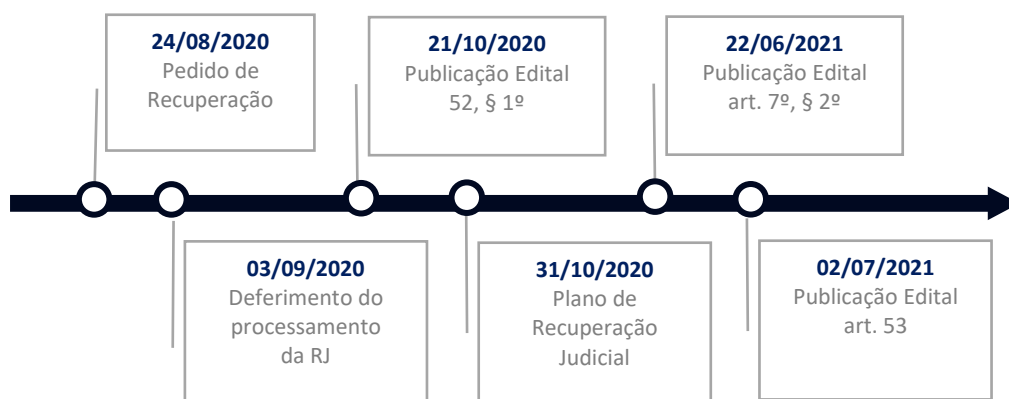 24/08/2020
Pedido de
Recuperação
21/10/2020
Publicação Edital
52, § 1º
22/06/2021
Publicação Edital
art. 7º, § 2º
03/09/2020
Deferimento do
processamento
da RJ
31/10/2020
Plano de
Recuperação
Judicial
02/07/2021
Publicação Edital
art. 53